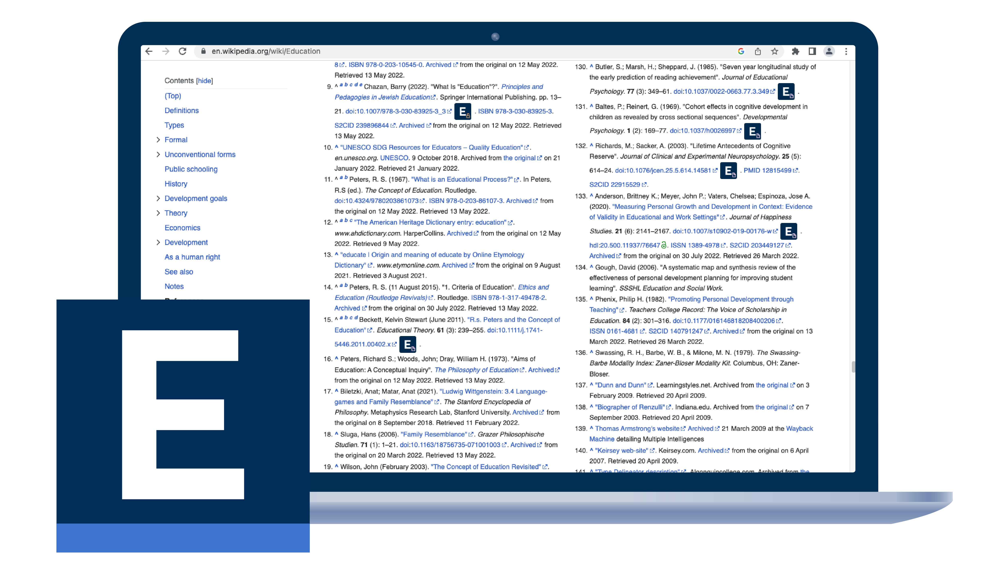 en.wikipedia.org/wiki/Education
Contents [hide]
(Top)
Definitions
Types
Formal
Unconventional forms
Public schooling
History
Development goals
Theory
Economics
Development
As a human right
See also
Notes
8. ISBN 978-0-203-10545-0. Archived from the original on 12 May 2022.
Retrieved 13 May 2022.
9. ^ a b c d e Chazan, Barry (2022). "What Is "Education"?". Principles and
Pedagogies in Jewish Education. Springer International Publishing. pp. 13–
21. doi:10.1007/978-3-030-83925-3_3 E . ISBN 978-3-030-83925-3.
S2CID 239896844. Archived from the original on 12 May 2022. Retrieved
13 May 2022.
10. ^ "UNESCO SDG Resources for Educators – Quality Education".
en.unesco.org. UNESCO. 9 October 2018. Archived from the original on 21
January 2022. Retrieved 21 January 2022.
11. ^ a b Peters, R. S. (1967). "What is an Educational Process?". In Peters,
R.S (ed.). The Concept of Education. Routledge.
doi:10.4324/9780203861073. ISBN 978-0-203-86107-3. Archived from
the original on 12 May 2022. Retrieved 13 May 2022.
12. ^ a b c "The American Heritage Dictionary entry: education".
www.ahdictionary.com. HarperCollins. Archived from the original on 12 May
2022. Retrieved 9 May 2022.
13. ^ "educate | Origin and meaning of educate by Online Etymology
Dictionary". www.etymonline.com. Archived from the original on 9 August
2021. Retrieved 3 August 2021.
14. ^ a b Peters, R. S. (11 August 2015). "1. Criteria of Education". Ethics and
Education (Routledge Revivals). Routledge. ISBN 978-1-317-49478-2.
Archived from the original on 30 July 2022. Retrieved 13 May 2022.
15. ^ a b c d Beckett, Kelvin Stewart (June 2011). "R.s. Peters and the Concept of
Education". Educational Theory. 61 (3): 239–255. doi:10.1111/j.1741-
5446.2011.00402.x E .
16. ^ Peters, Richard S.; Woods, John; Dray, William H. (1973). "Aims of
Education: A Conceptual Inquiry". The Philosophy of Education. Archived
from the original on 12 May 2022. Retrieved 13 May 2022.
17. ^ Biletzki, Anat; Matar, Anat (2021). "Ludwig Wittgenstein: 3.4 Language-
games and Family Resemblance". The Stanford Encyclopedia of
Philosophy. Metaphysics Research Lab, Stanford University. Archived from
the original on 8 September 2018. Retrieved 11 February 2022.
18. ^ Sluga, Hans (2006). "Family Resemblance". Grazer Philosophische
Studien. 71 (1): 1–21. doi:10.1163/18756735-071001003. Archived from
the original on 20 March 2022. Retrieved 13 May 2022.
19. ^ Wilson, John (February 2003). "The Concept of Education Revisited".
130. ^ Butler, S.; Marsh, H.; Sheppard, J. (1985). "Seven year longitudinal study of
the early prediction of reading achievement". Journal of Educational
Psychology. 77 (3): 349–61. doi:10.1037/0022-0663.77.3.349 E .
131. ^ Baltes, P.; Reinert, G. (1969). "Cohort effects in cognitive development in
children as revealed by cross sectional sequences". Developmental
Psychology. 1 (2): 169–77. doi:10.1037/h0026997 E .
132. ^ Richards, M.; Sacker, A. (2003). "Lifetime Antecedents of Cognitive
Reserve". Journal of Clinical and Experimental Neuropsychology. 25 (5):
614–24. doi:10.1076/jcen.25.5.614.14581 E . PMID 12815499.
S2CID 22915529.
133. ^ Anderson, Brittney K.; Meyer, John P.; Vaters, Chelsea; Espinoza, Jose A.
(2020). "Measuring Personal Growth and Development in Context: Evidence
of Validity in Educational and Work Settings". Journal of Happiness
Studies. 21 (6): 2141–2167. doi:10.1007/s10902-019-00176-w E .
hdl:20.500.11937/76647. ISSN 1389-4978. S2CID 203449127.
Archived from the original on 30 July 2022. Retrieved 26 March 2022.
134. ^ Gough, David (2006). "A systematic map and synthesis review of the
effectiveness of personal development planning for improving student
learning". SSSHL Education and Social Work.
135. ^ Phenix, Philip H. (1982). "Promoting Personal Development through
Teaching". Teachers College Record: The Voice of Scholarship in
Education. 84 (2): 301–316. doi:10.1177/016146818208400206.
ISSN 0161-4681. S2CID 140791247. Archived from the original on 13
March 2022. Retrieved 26 March 2022.
136. ^ Swassing, R. H., Barbe, W. B., & Milone, M. N. (1979). The Swassing-
Barbe Modality Index: Zaner-Bloser Modality Kit. Columbus, OH: Zaner-
Bloser.
137. ^ "Dunn and Dunn". Learningstyles.net. Archived from the original on 3
February 2009. Retrieved 20 April 2009.
138. ^ "Biographer of Renzulli". Indiana.edu. Archived from the original on 7
September 2003. Retrieved 20 April 2009.
139. ^ Thomas Armstrong's website Archived 21 March 2009 at the Wayback
Machine detailing Multiple Intelligences
140. ^ "Keirsey web-site". Keirsey.com. Archived from the original on 6 April
2007. Retrieved 20 April 2009.
141. ^ "Type Delineator description". Algonquincollege.com. Archived from the
E